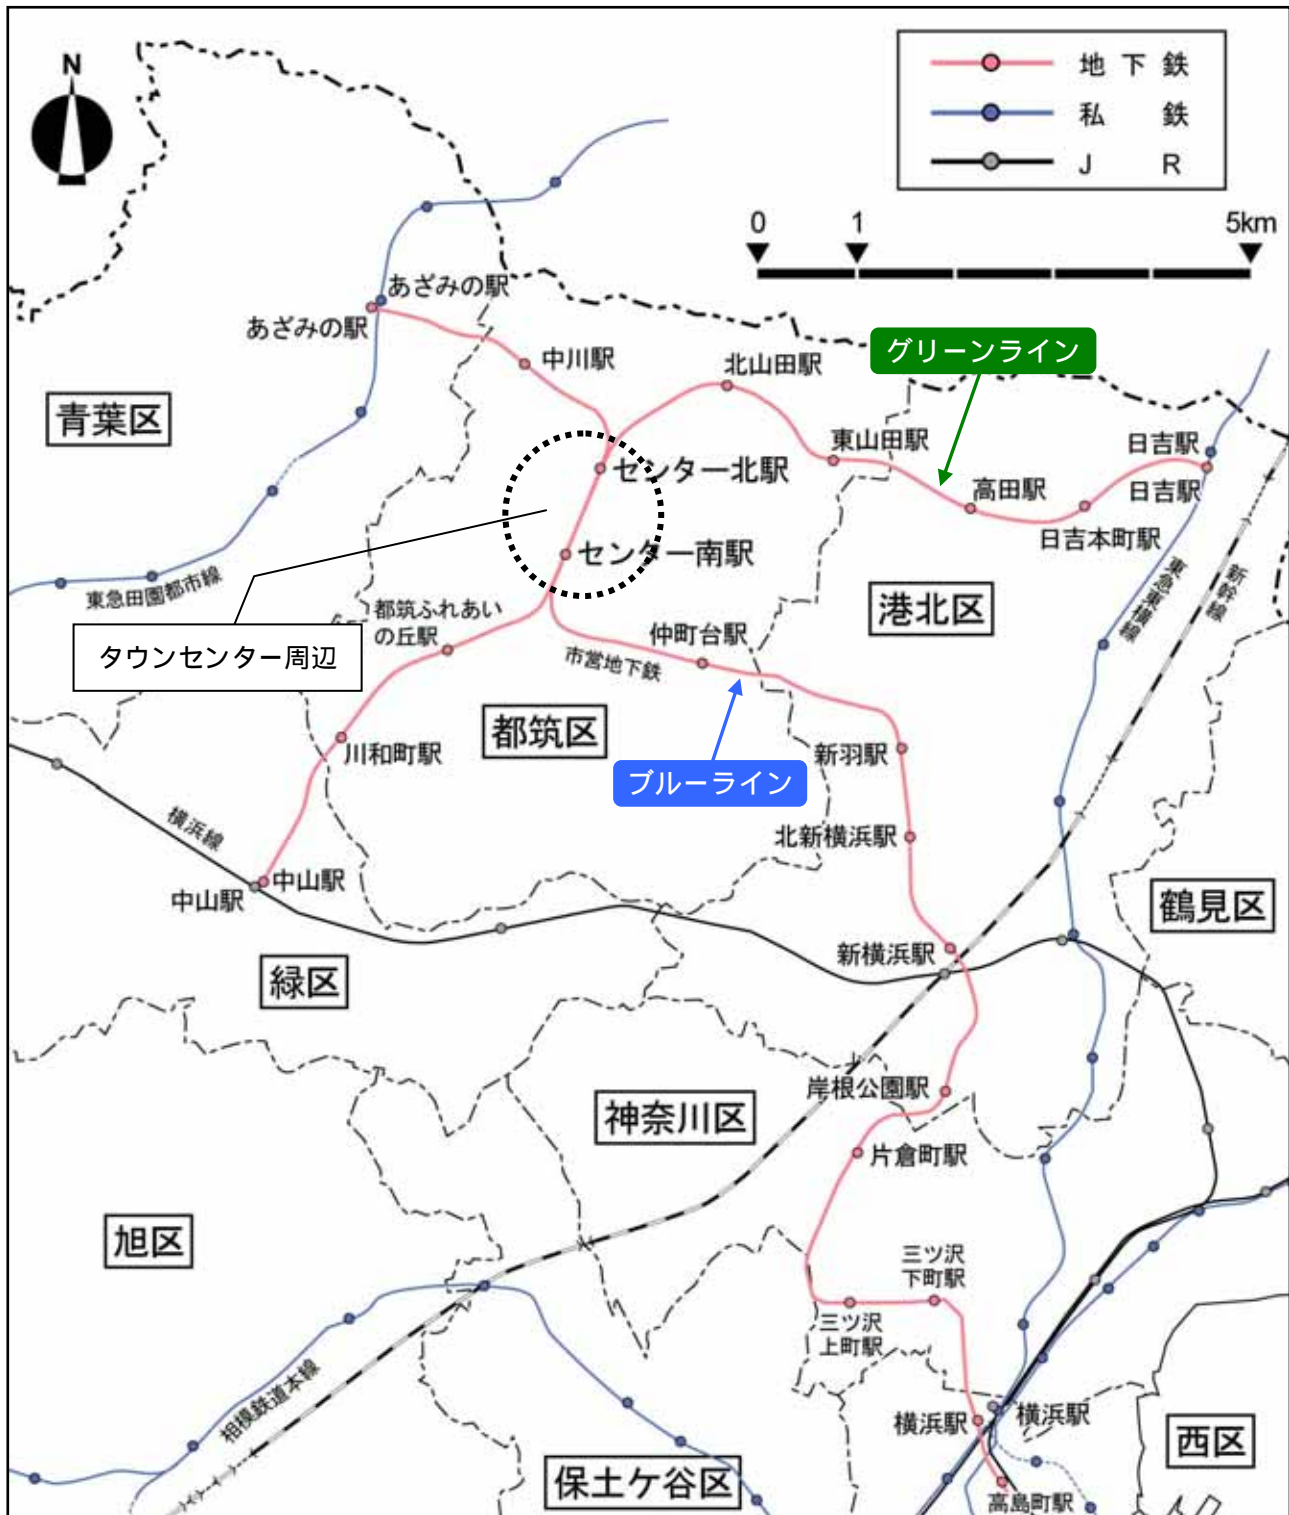 N
地下鉄
私鉄
JR
0 1 5km
あざみの駅
あざみの駅
中川駅
北山田駅
グリーンライン
青葉区
東山田駅
日吉駅
センター北駅
高田駅
日吉駅
日吉本町駅
センター南駅
東急田園都市線
都筑ふれあい
の丘駅
港北区
東急東横線
新幹線
タウンセンター周辺
仲町台駅
市営地下鉄
都筑区
川和町駅
新羽駅
ブルーライン
横浜線
北新横浜駅
中山駅
中山駅
鶴見区
新横浜駅
緑区
岸根公園駅
神奈川区
片倉町駅
旭区
三ツ沢
下町駅
三ツ沢
上町駅
相模鉄道本線
横浜駅
横浜駅
西区
保土ケ谷区
高島町駅